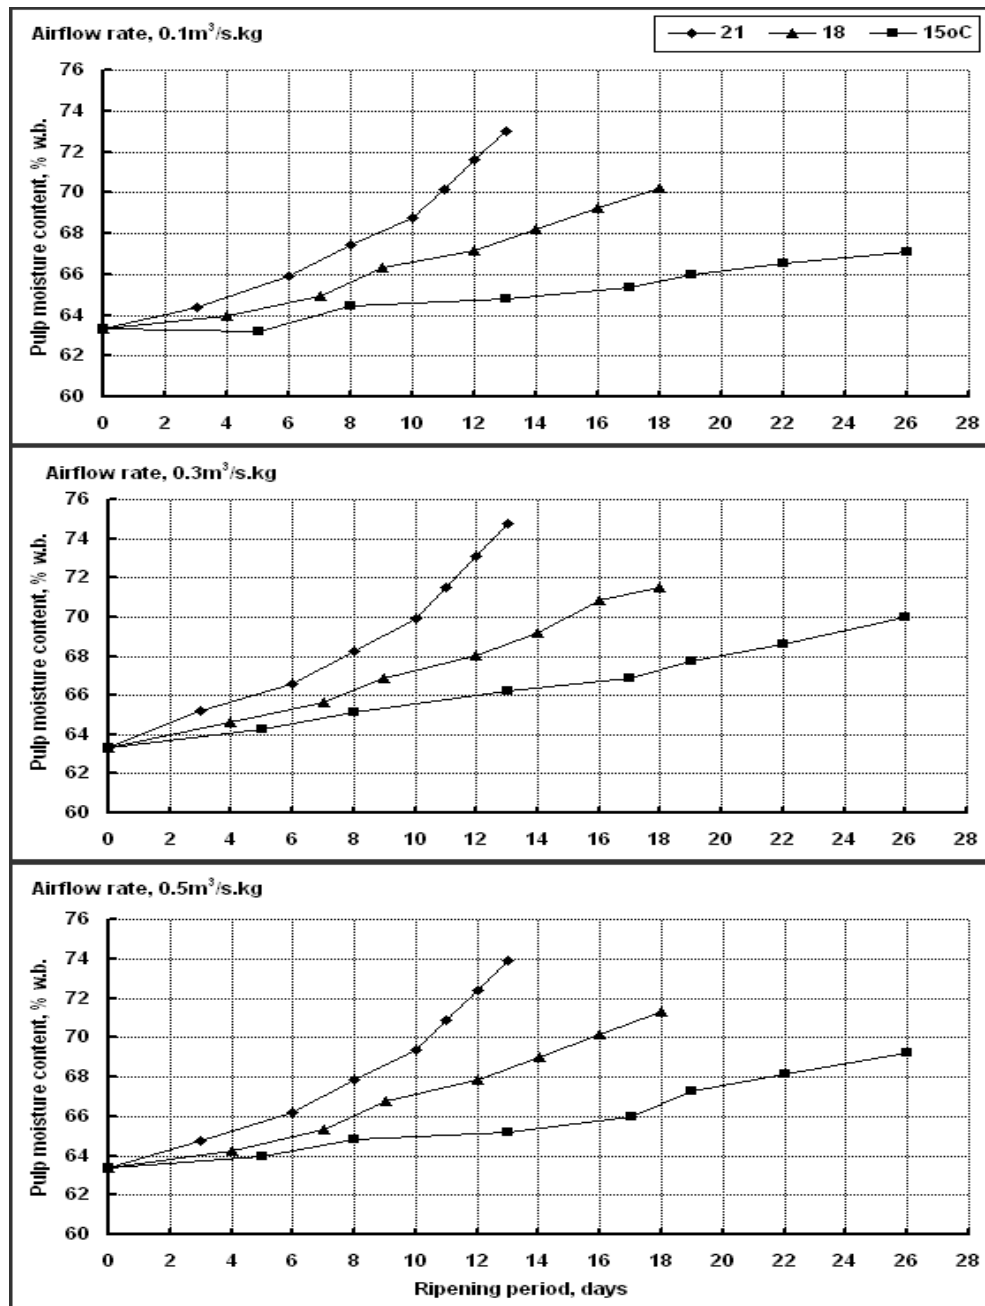 Airflow rate, 0.1m³/s.kg
21 18 15oC
Pulp moisture content, % w.b.
76
74
72
70
68
66
64
62
60
0 2 4 6 8 10 12 14 16 18 20 22 24 26 28
Airflow rate, 0.3m³/s.kg
Pulp moisture content, % w.b.
76
74
72
70
68
66
64
62
60
0 2 4 6 8 10 12 14 16 18 20 22 24 26 28
Airflow rate, 0.5m³/s.kg
Pulp moisture content, % w.b.
76
74
72
70
68
66
64
62
60
0 2 4 6 8 10 12 14 16 18 20 22 24 26 28
Ripening period, days